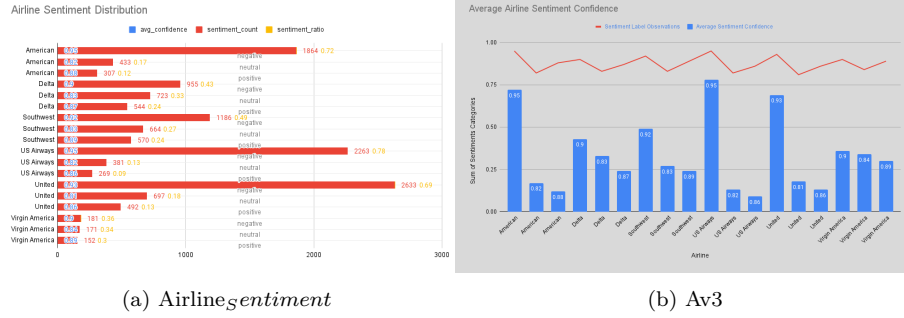 Airline Sentiment Distribution
avg_confidence sentiment_count sentiment_ratio
American 1864 0.72
negative
American 433 0.17
neutral
American 307 0.12
positive
Delta 955 0.43
negative
Delta 723 0.33
neutral
Delta 544 0.24
positive
Southwest 1186 0.49
negative
Southwest 664 0.27
neutral
Southwest 570 0.24
positive
US Airways 2263 0.78
negative
US Airways 381 0.13
neutral
US Airways 269 0.09
positive
United 2633 0.69
negative
United 697 0.18
neutral
United 492 0.13
positive
Virgin America 181 0.36
negative
Virgin America 171 0.34
neutral
Virgin America 152 0.3
positive
0 1000 2000 3000
(a) Airline_Sentiment
Average Airline Sentiment Confidence
Sentiment Label Observations Average Sentiment Confidence
Sum of Sentiments Categories
1.00
0.75
0.50
0.25
0.00
0.95 0.82 0.88 0.9 0.83 0.87 0.92 0.83 0.89 0.95 0.82 0.86 0.93 0.81 0.86 0.9 0.84 0.89
American American American Delta Delta Delta Southwest Southwest Southwest US Airways US Airways US Airways United United United Virgin America Virgin America Virgin America
Airline
(b) Av3